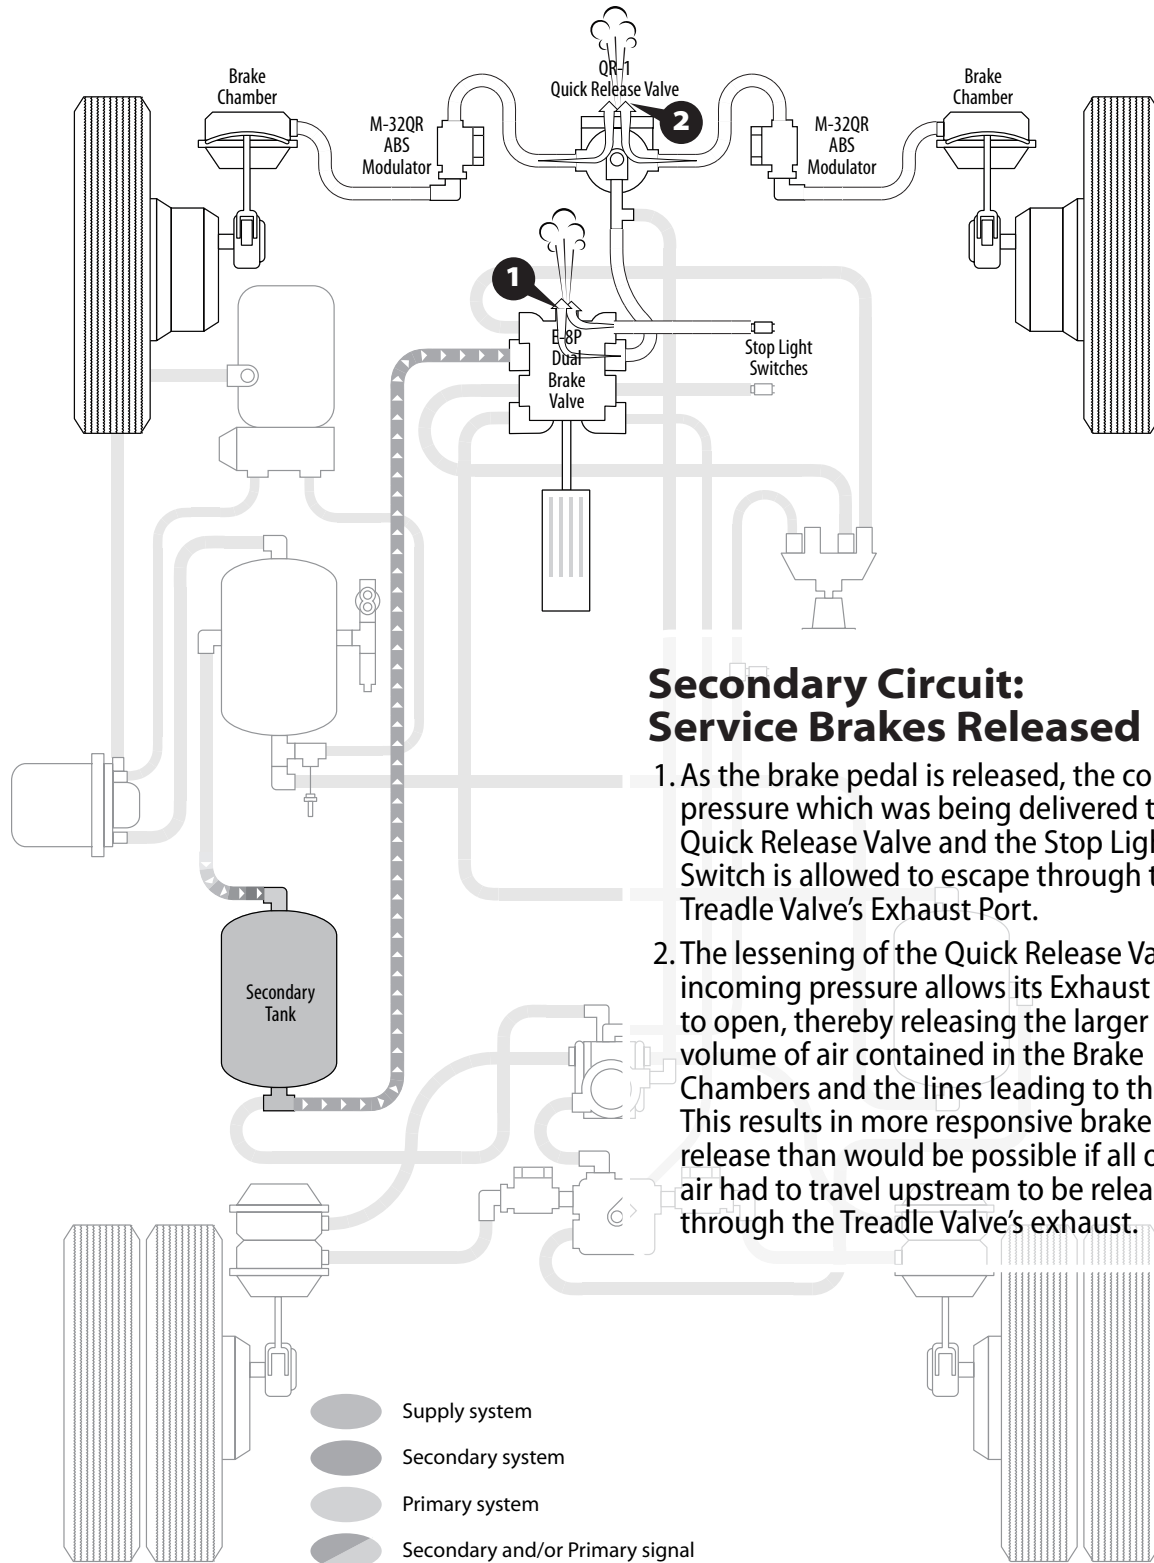 QR-1
Quick Release Valve
Brake
Chamber
Brake
Chamber
2
M-32QR
ABS
Modulator
M-32QR
ABS
Modulator
1
E-8P
Dual
Brake
Valve
Stop Light
Switches
Secondary Circuit:
Service Brakes Released
1. As the brake pedal is released, the
pressure which was being delivered
Quick Release Valve and the Stop
Switch is allowed to escape through
Treadle Valve's Exhaust Port.
2. The lessening of the Quick Release
incoming pressure allows its Exhaust
to open, thereby releasing the larger
volume of air contained in the Brake
Chambers and the lines leading to
This results in more responsive brake
release than would be possible if all
air had to travel upstream to be
through the Treadle Valve's exhaust.
Secondary
Tank
Supply system
Secondary system
Primary system
Secondary and/or Primary signal